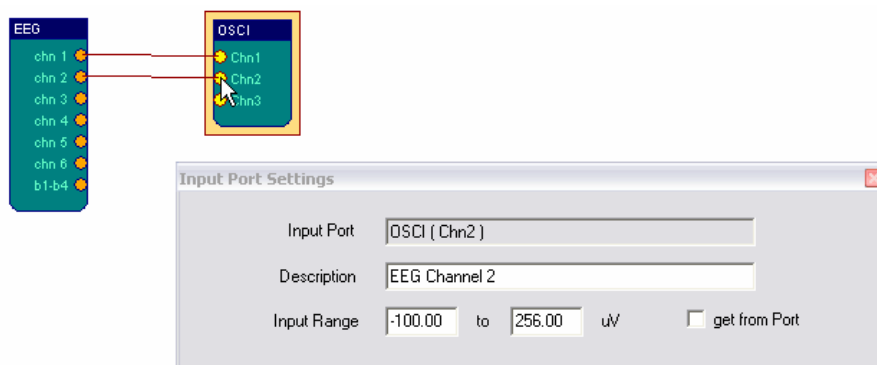 EEG
chn 1
chn 2
chn 3
chn 4
chn 5
chn 6
b1-b4
OSCI
Chn1
Chn2
Chn3
Input Port Settings
Input Port OSCI ( Chn2 )
Description EEG Channel 2
Input Range -100.00 to 256.00 uV get from Port